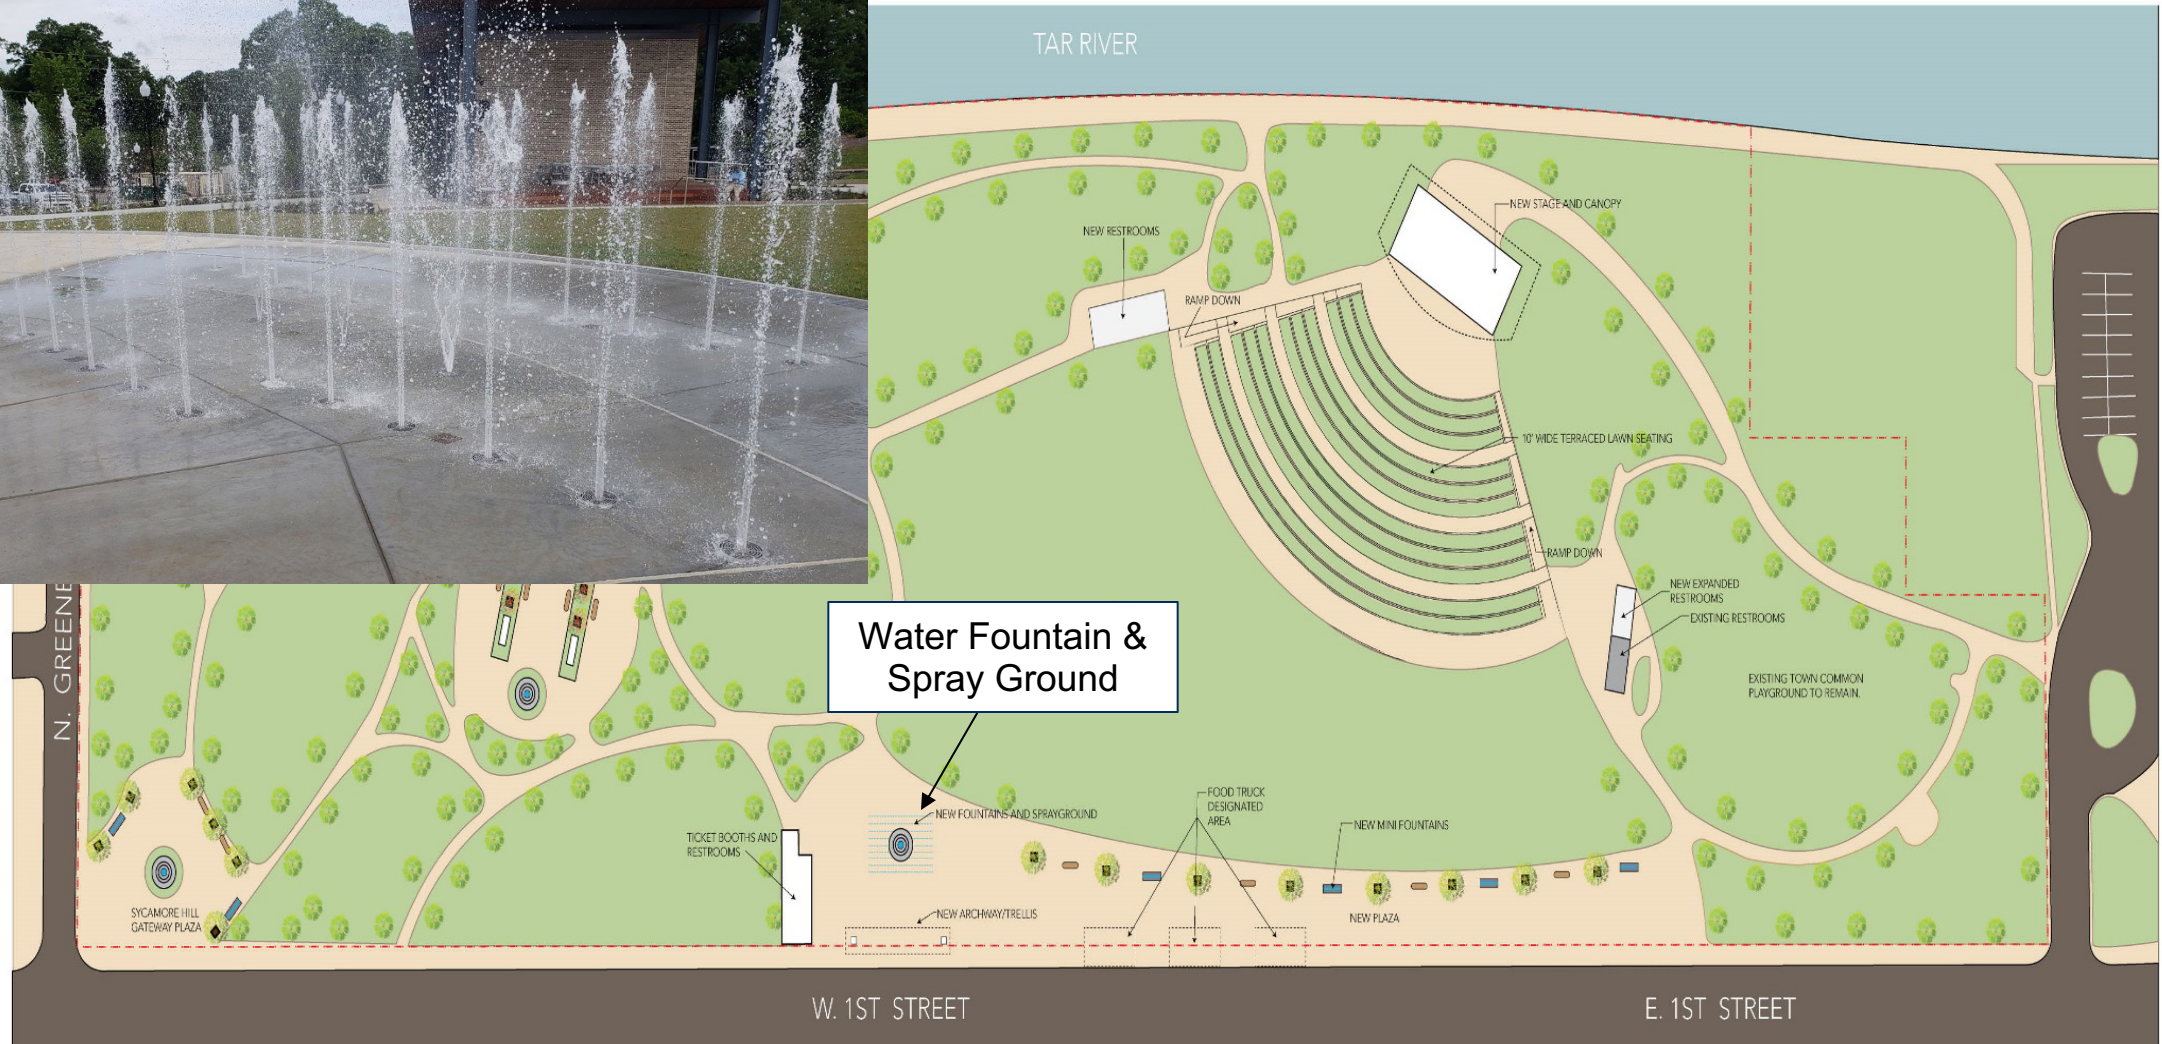 TAR RIVER
NEW STAGE AND CANOPY
NEW RESTROOMS
RAMP DOWN
10' WIDE TERRACED LAWN SEATING
RAMP DOWN
NEW EXPANDED
RESTROOMS
EXISTING RESTROOMS
EXISTING TOWN COMMON
PLAYGROUND TO REMAIN.
N. GREENE
Water Fountain &
Spray Ground
NEW FOUNTAINS AND SPRAYGROUND
FOOD TRUCK
DESIGNATED
AREA
NEW MINI FOUNTAINS
TICKET BOOTHS AND
RESTROOMS
SYCAMORE HILL
GATEWAY PLAZA
NEW ARCHWAY/TRELLIS
NEW PLAZA
W. 1ST STREET
E. 1ST STREET